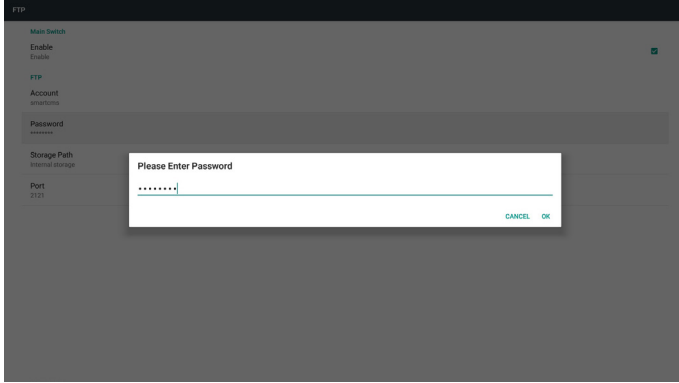 FTP
Main Switch
Enable
Enable
FTP
Account
smartcms
Password
********
Storage Path
Internal storage
Please Enter Password
••••••••
Port
2121
CANCEL OK